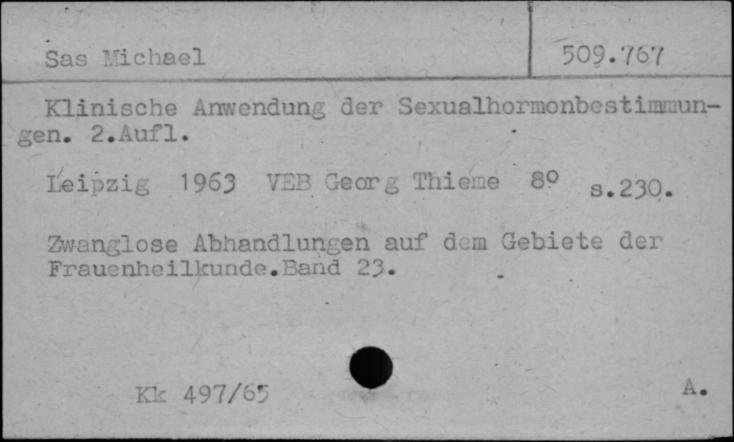 Sas Michael
509.767
Klinische Anwendung der Sexualhormonbestimmun-
gen. 2.Aufl.
Leipzig 1963 VEB Georg Thieme 8º s.230.
Zwanglose Abhandlungen auf dem Gebiete der
Frauenheilkunde.Band 23.
Kk 497/65
A.